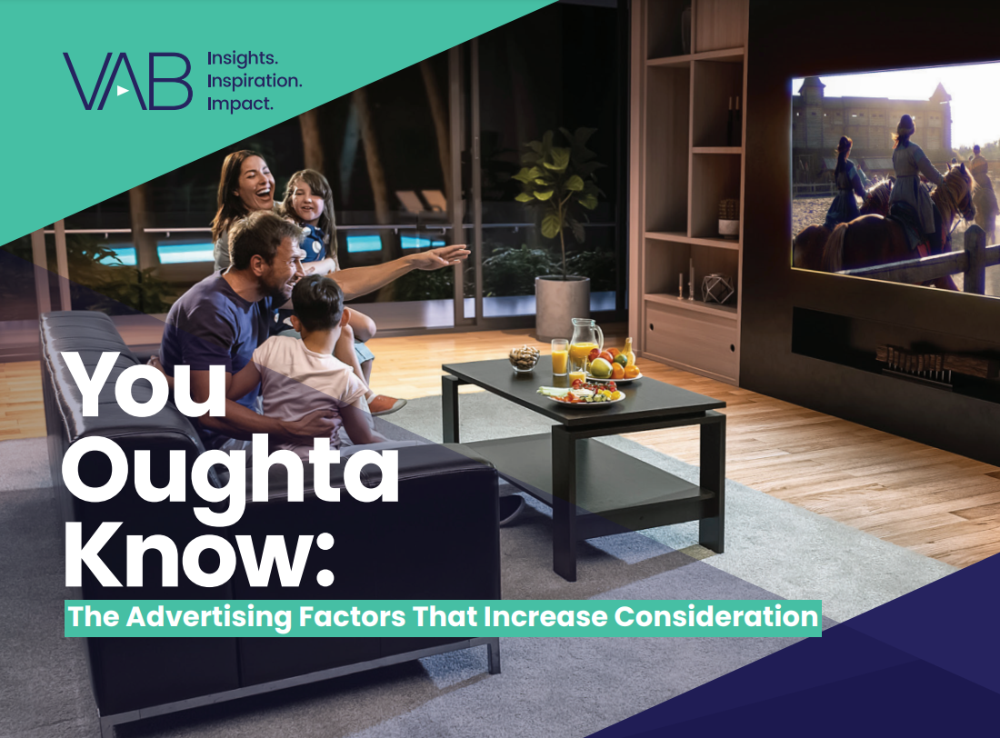 VAB
Insights.
Inspiration.
Impact.
You
Oughta
Know:
The Advertising Factors That Increase Consideration